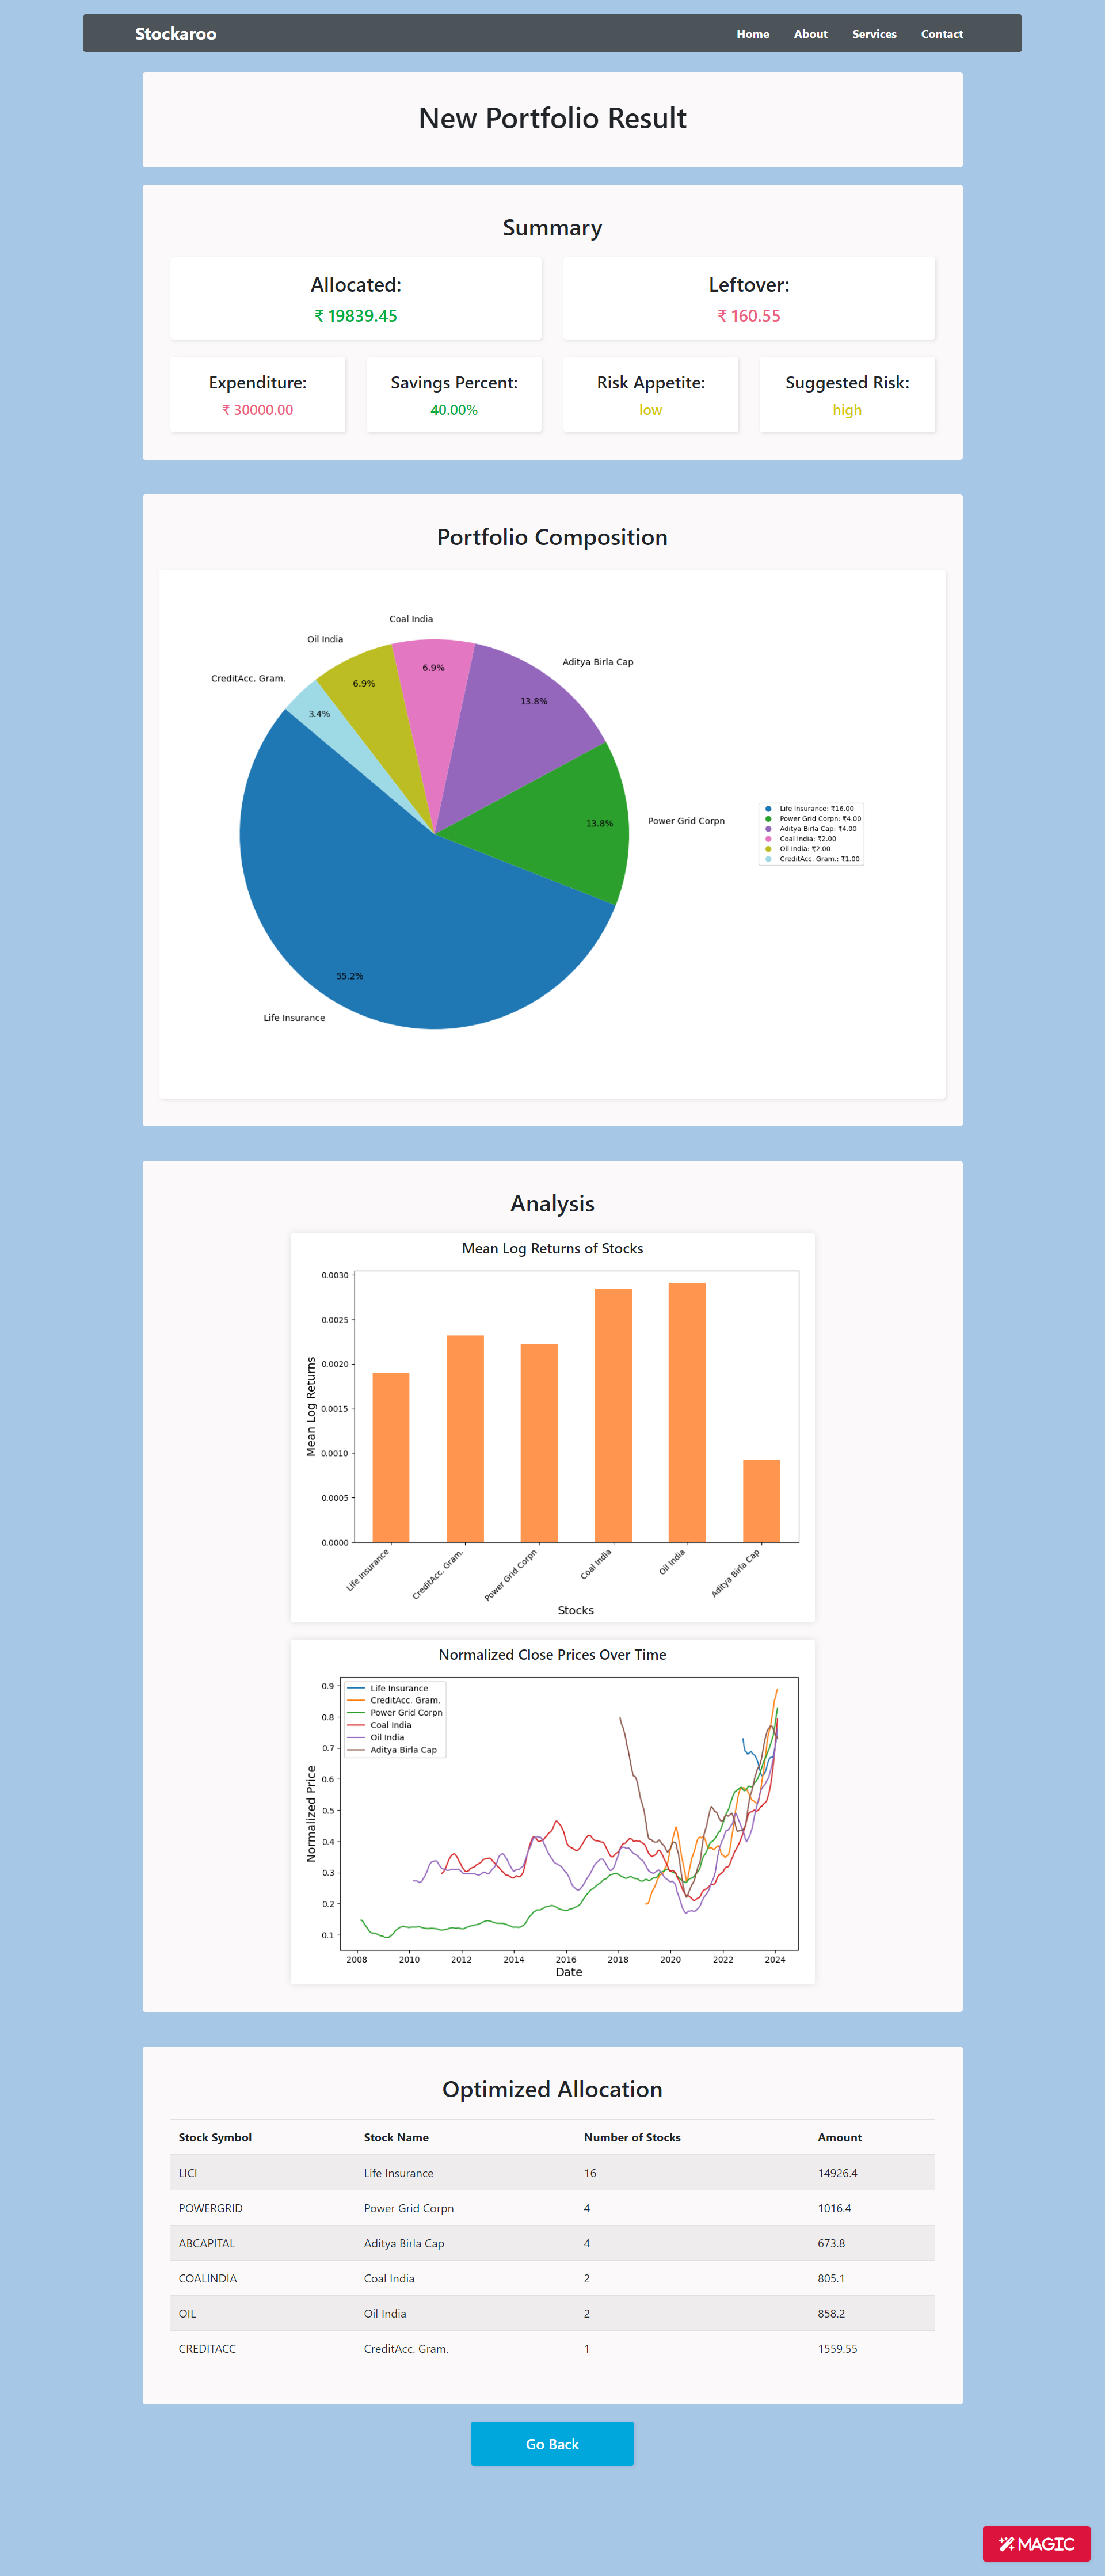 Stockaroo Home About Services Contact
New Portfolio Result
Summary
Allocated: Leftover:
₹ 19839.45 ₹ 160.55
Expenditure: Savings Percent: Risk Appetite: Suggested Risk:
₹ 30000.00 40.00% low high
Portfolio Composition
Coal India
Oil India
Aditya Birla Cap
CreditAcc. Gram.
6.9%
6.9%
13.8%
3.4%
Power Grid Corpn
13.8%
Life Insurance: ₹16.00
Power Grid Corpn: ₹4.00
Aditya Birla Cap: ₹4.00
Coal India: ₹2.00
Oil India: ₹2.00
CreditAcc. Gram.: ₹1.00
55.2%
Life Insurance
Analysis
Mean Log Returns of Stocks
0.0030
0.0025
0.0020
0.0015
0.0010
0.0005
0.0000
Mean Log Returns
Life Insurance
CreditAcc. Gram.
Power Grid Corpn
Coal India
Oil India
Aditya Birla Cap
Stocks
Normalized Close Prices Over Time
Life Insurance
CreditAcc. Gram.
Power Grid Corpn
Coal India
Oil India
Aditya Birla Cap
0.9
0.8
0.7
0.6
0.5
0.4
0.3
0.2
0.1
Normalized Price
2008 2010 2012 2014 2016 2018 2020 2022 2024
Date
Optimized Allocation
Stock Symbol Stock Name Number of Stocks Amount
LICI Life Insurance 16 14926.4
POWERGRID Power Grid Corpn 4 1016.4
ABCAPITAL Aditya Birla Cap 4 673.8
COALINDIA Coal India 2 805.1
OIL Oil India 2 858.2
CREDITACC CreditAcc. Gram. 1 1559.55
Go Back
MAGIC